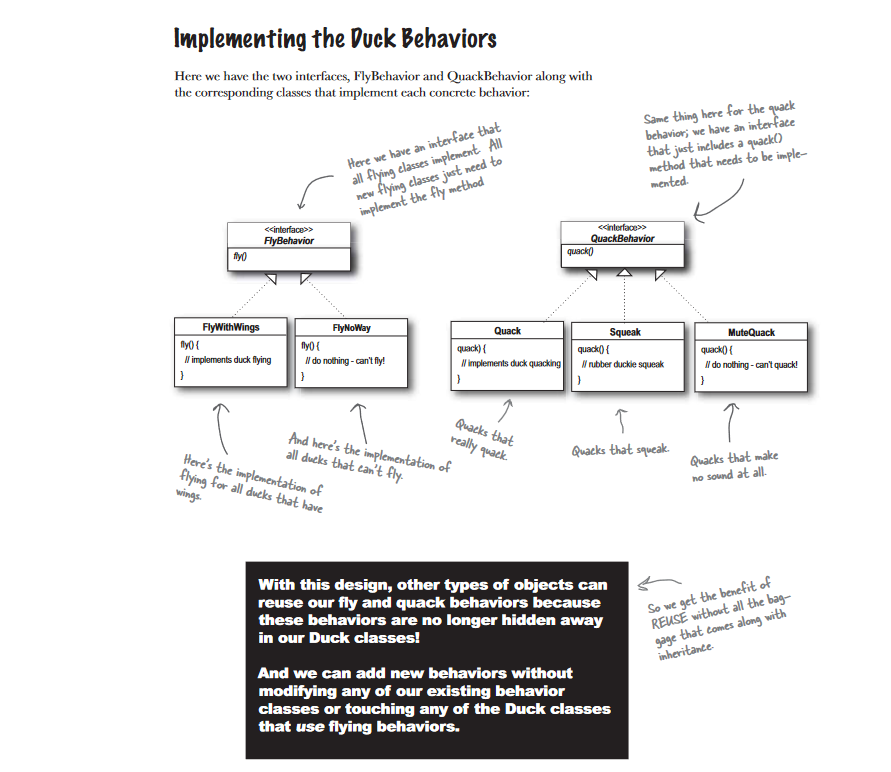 Implementing the Duck Behaviors
Here we have the two interfaces, FlyBehavior and QuackBehavior along with
the corresponding classes that implement each concrete behavior:
Here we have an interface that
all flying classes implement. All
new flying classes just need to
implement the fly method
Same thing here for the quack
behavior; we have an interface
that just includes a quack()
method that needs to be imple-
mented.
<<interface>>
FlyBehavior
fly()
<<interface>>
QuackBehavior
quack()
FlyWithWings
fly() {
// implements duck flying
}
FlyNoWay
fly() {
// do nothing - can't fly!
}
Quack
quack) {
// implements duck quacking
}
Squeak
quack() {
// rubber duckie squeak
}
MuteQuack
quack() {
// do nothing - can't quack!
}
Here's the implementation of
flying for all ducks that have
wings.
And here's the implementation of
all ducks that can't fly.
Quacks that
really quack.
Quacks that squeak.
Quacks that make
no sound at all.
With this design, other types of objects can
reuse our fly and quack behaviors because
these behaviors are no longer hidden away
in our Duck classes!
And we can add new behaviors without
modifying any of our existing behavior
classes or touching any of the Duck classes
that use flying behaviors.
So we get the benefit of
REUSE without all the bag-
gage that comes along with
inheritance.